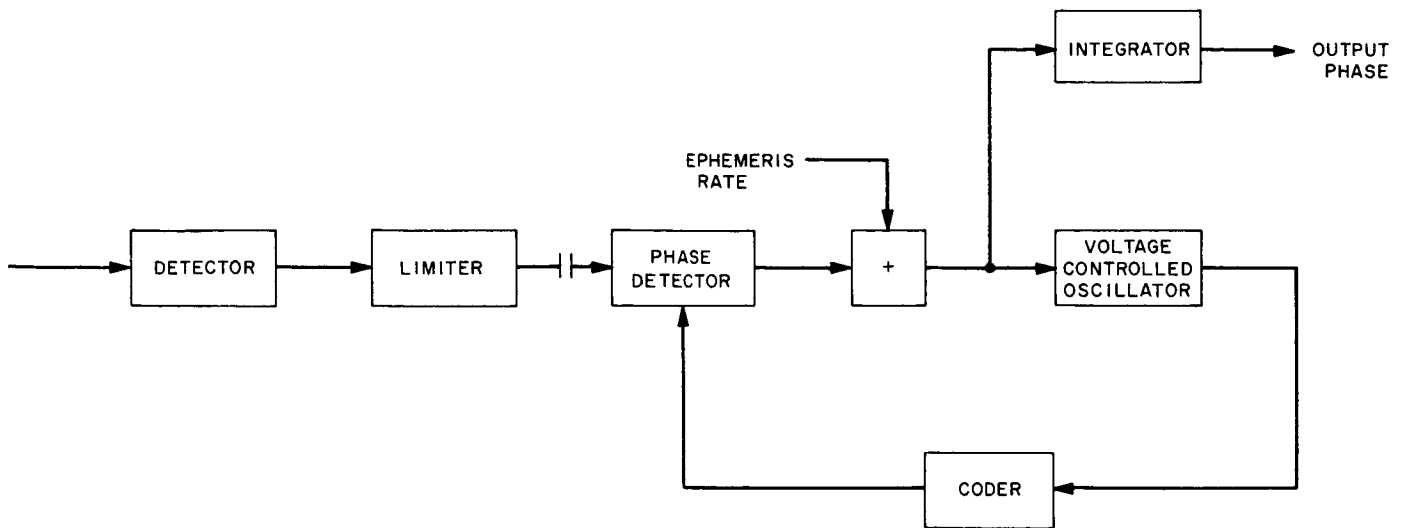 INTEGRATOR
OUTPUT
PHASE
EPHEMERIS
RATE
DETECTOR
LIMITER
PHASE
DETECTOR
+
VOLTAGE
CONTROLLED
OSCILLATOR
CODER